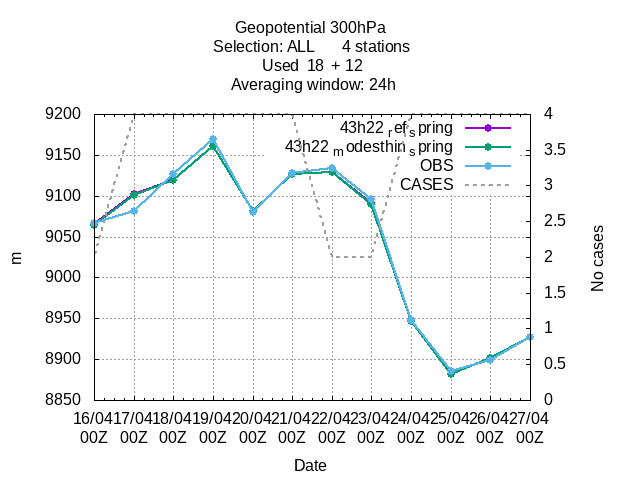 Geopotential 300hPa
Selection: ALL 4 stations
Used 18 + 12
Averaging window: 24h
43h22_ref_spring
43h22_modesthin_spring
OBS
CASES
9200
9150
9100
9050
9000
8950
8900
8850
4
3.5
3
2.5
2
1.5
1
0.5
0
m
No cases
16/04 17/04 18/04 19/04 20/04 21/04 22/04 23/04 24/04 25/04 26/04 27/04
00Z 00Z 00Z 00Z 00Z 00Z 00Z 00Z 00Z 00Z 00Z 00Z
Date